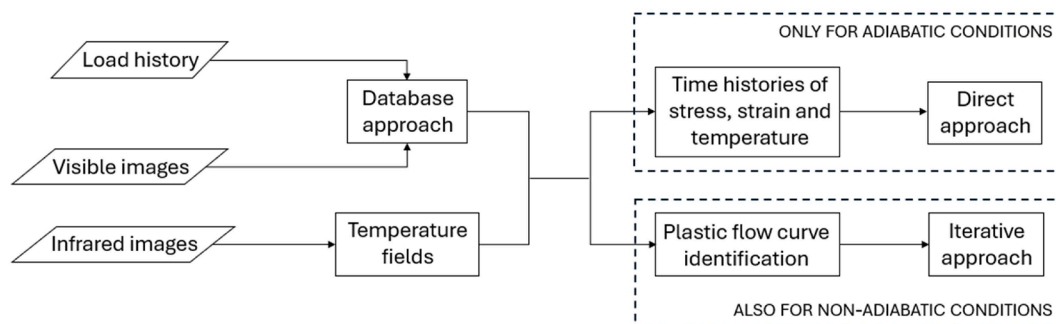 ONLY FOR ADIABATIC CONDITIONS
Load history
Database
approach
Time histories of
stress, strain and
temperature
Direct
approach
Visible images
Infrared images
Temperature
fields
Plastic flow curve
identification
Iterative
approach
ALSO FOR NON-ADIABATIC CONDITIONS